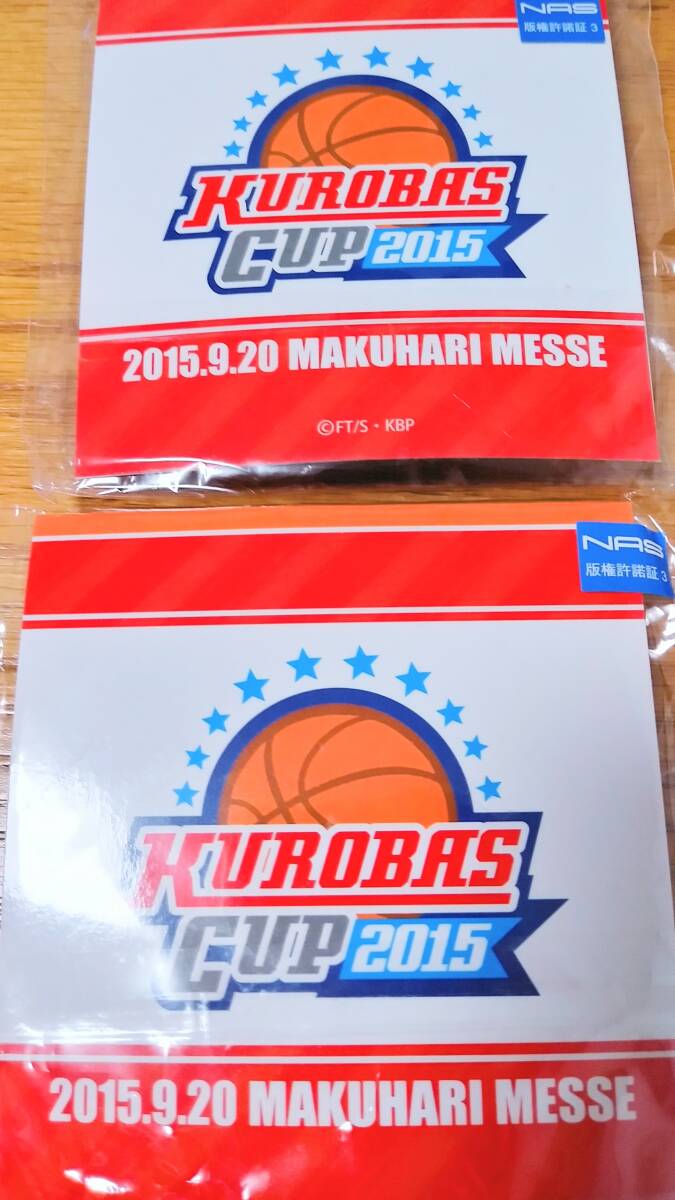 NAS
版権許諾証 3
KUROBAS
CUP 2015
2015.9.20 MAKUHARI MESSE
©FT/S・KBP
NAS
版権許諾証 3
KUROBAS
CUP 2015
2015.9.20 MAKUHARI MESSE